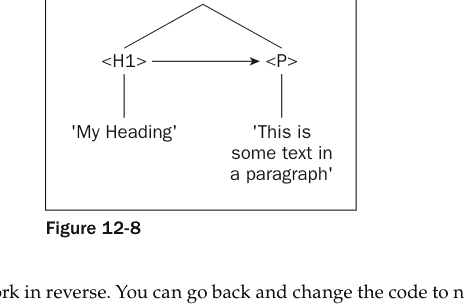 <H1> <P>
'My Heading' 'This is
some text in
a paragraph'
Figure 12-8
ork in reverse. You can go back and change the code to n